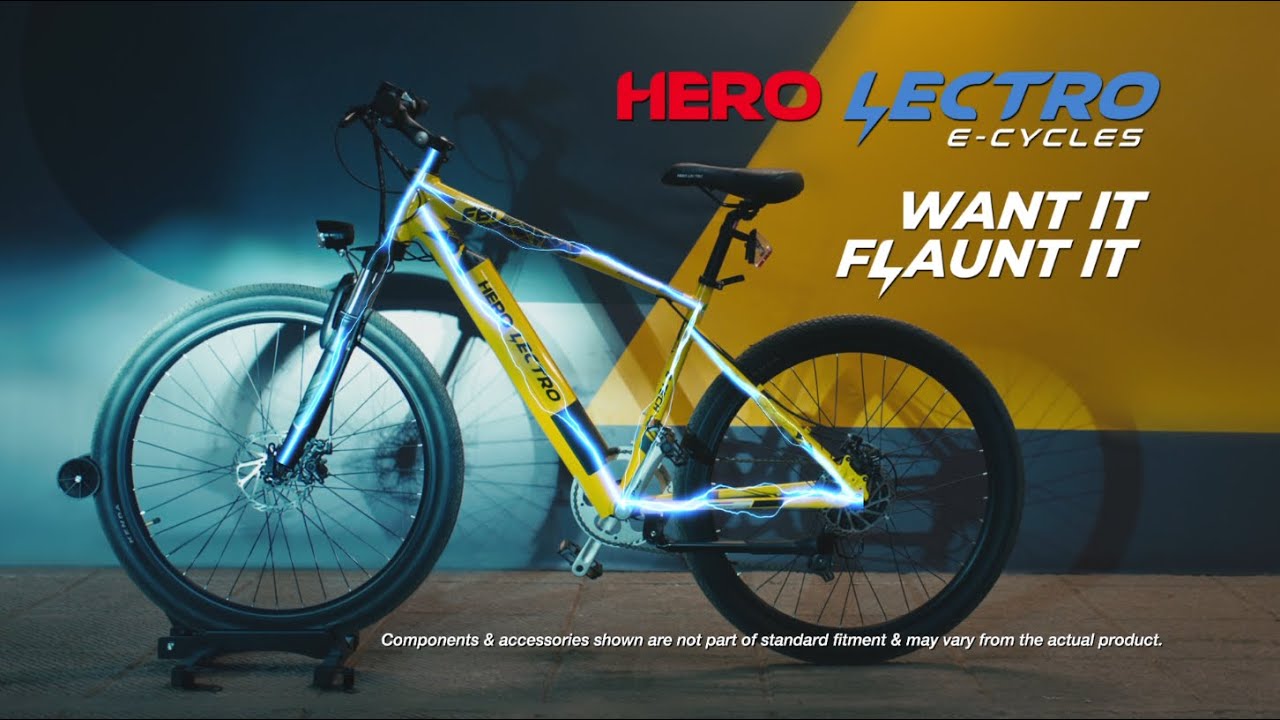 HERO LECTRO
E-CYCLES
WANT IT
FLAUNT IT
HERO LECTRO
Components & accessories shown are not part of standard fitment & may vary from the actual product.